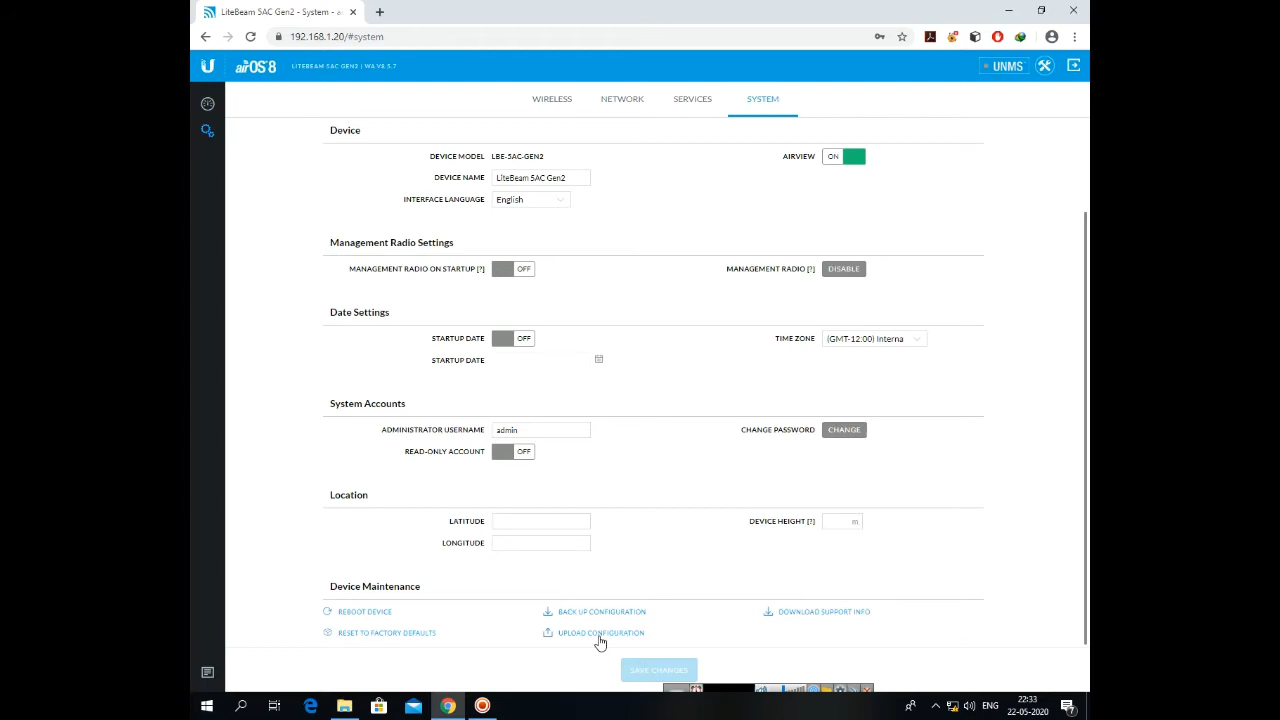 LiteBeam 5AC Gen2 - System - a
192.168.1.20/#system
airOS 8 LITEBEAM 5AC GEN2 | WA V8.5.7 UNMS
WIRELESS NETWORK SERVICES SYSTEM
Device
DEVICE MODEL LBE-5AC-GEN2 AIRVIEW ON
DEVICE NAME LiteBeam 5AC Gen2
INTERFACE LANGUAGE English
Management Radio Settings
MANAGEMENT RADIO ON STARTUP [?] OFF MANAGEMENT RADIO [?] DISABLE
Date Settings
STARTUP DATE OFF TIME ZONE (GMT-12:00) Interna
STARTUP DATE
System Accounts
ADMINISTRATOR USERNAME admin CHANGE PASSWORD CHANGE
READ-ONLY ACCOUNT OFF
Location
LATITUDE DEVICE HEIGHT [?] m
LONGITUDE
Device Maintenance
REBOOT DEVICE BACK UP CONFIGURATION DOWNLOAD SUPPORT INFO
RESET TO FACTORY DEFAULTS UPLOAD CONFIGURATION
SAVE CHANGES
ENG 22:33
22-05-2020